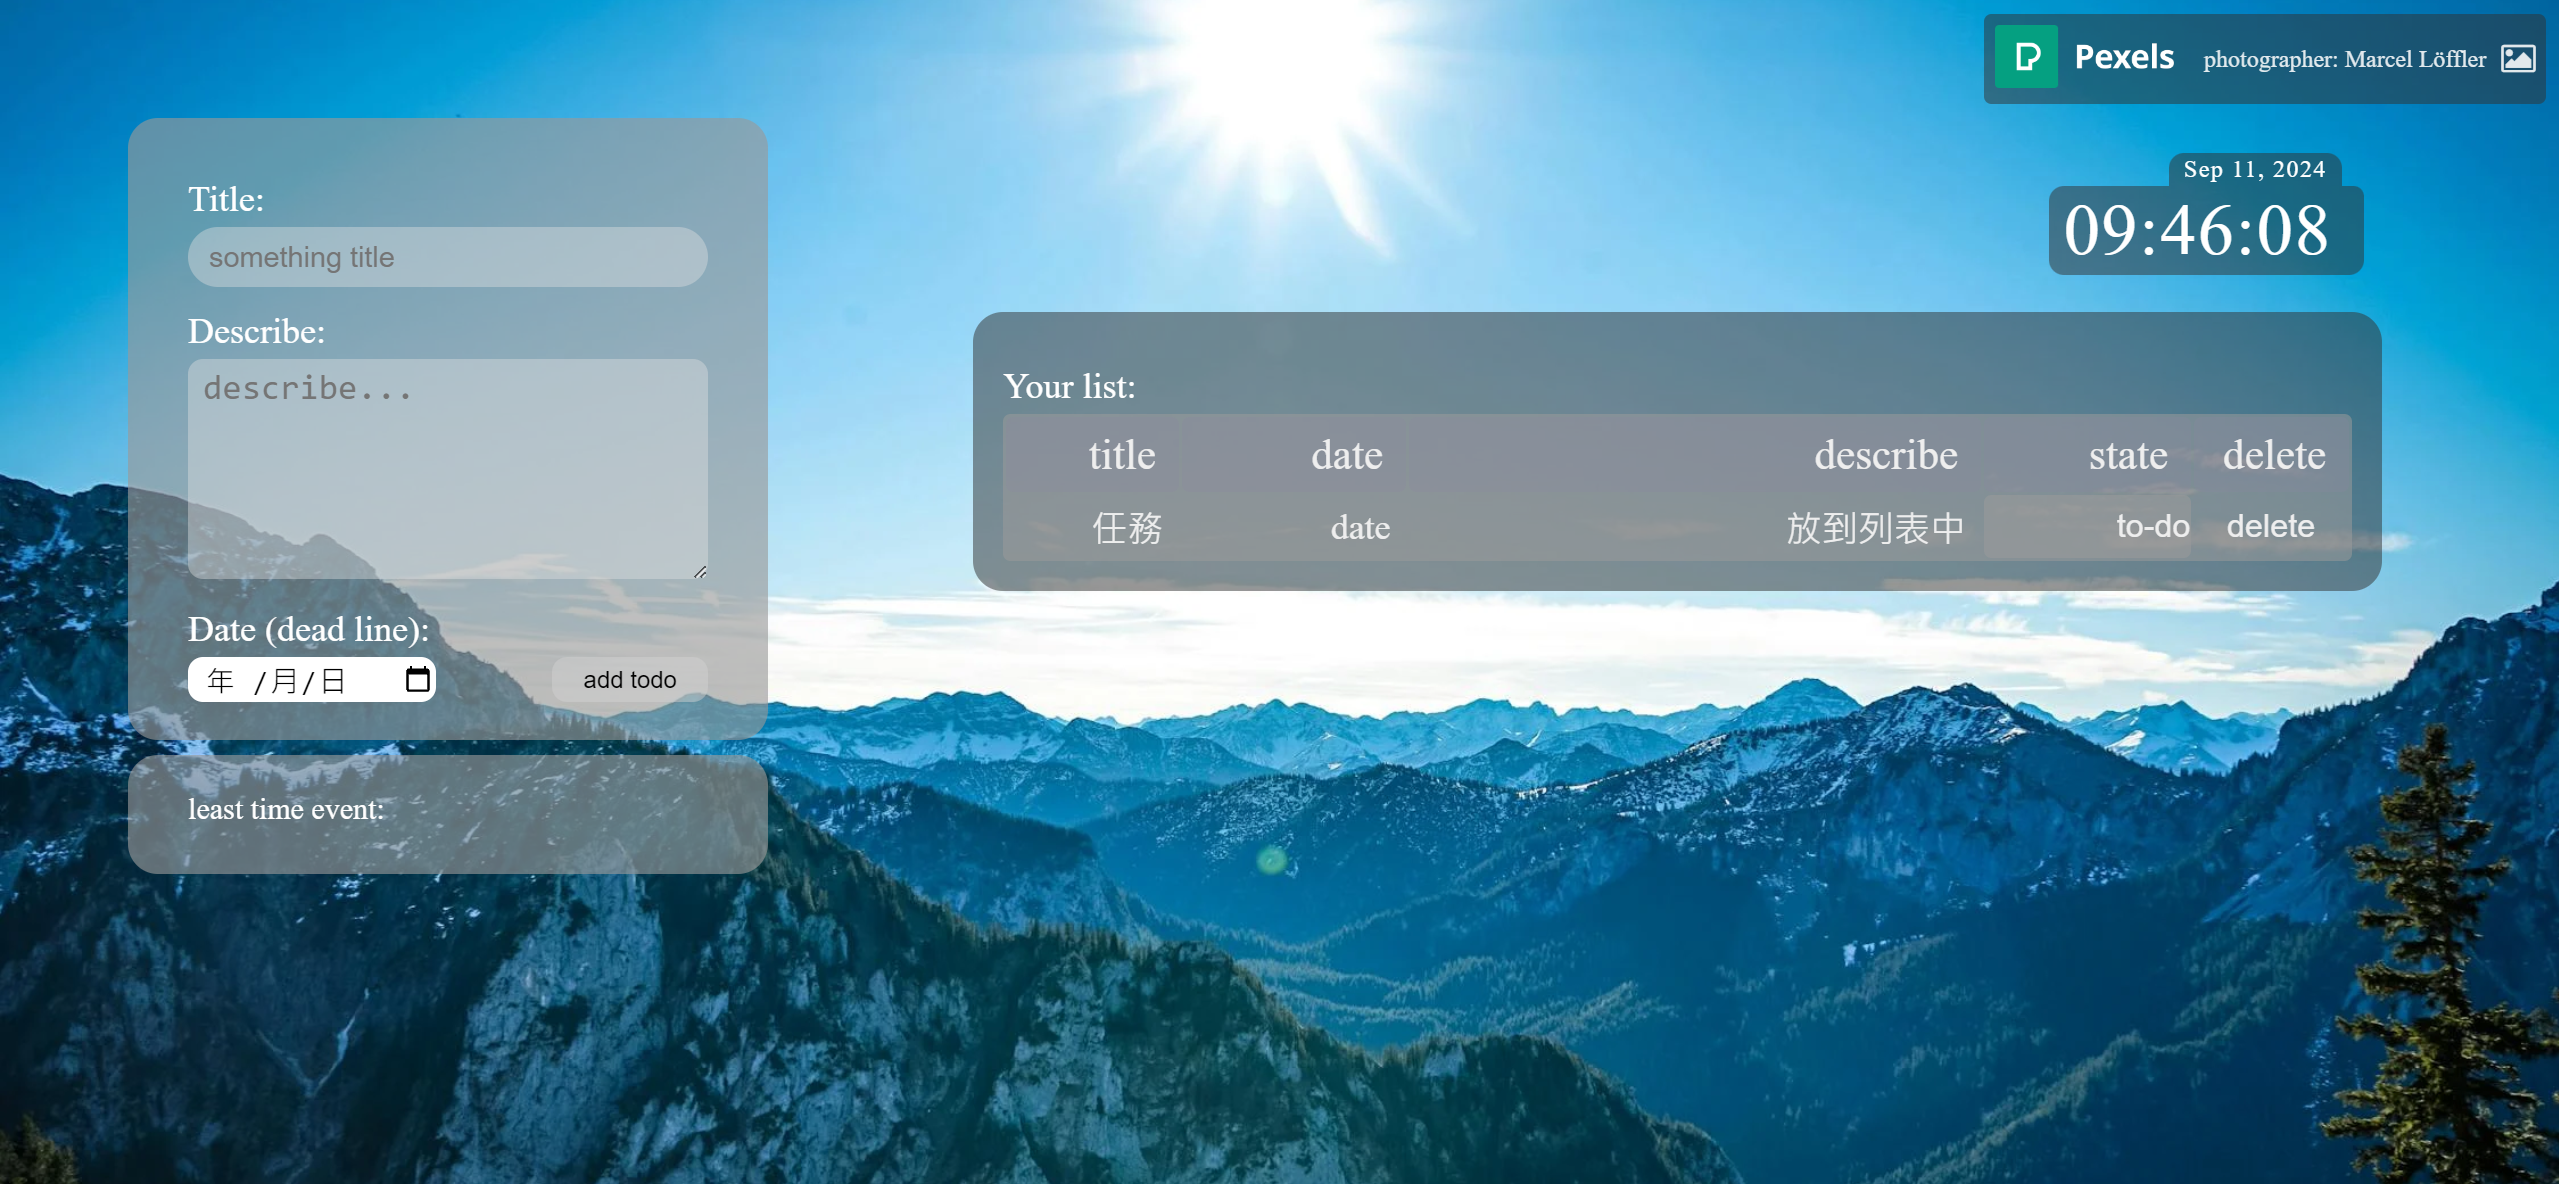 Pexels photographer: Marcel Löffler
Sep 11, 2024
09:46:08
Title:
something title
Describe:
describe...
Date (dead line):
年 /月/日
add todo
least time event:
Your list:
title date describe state delete
任務 date 放到列表中 to-do delete